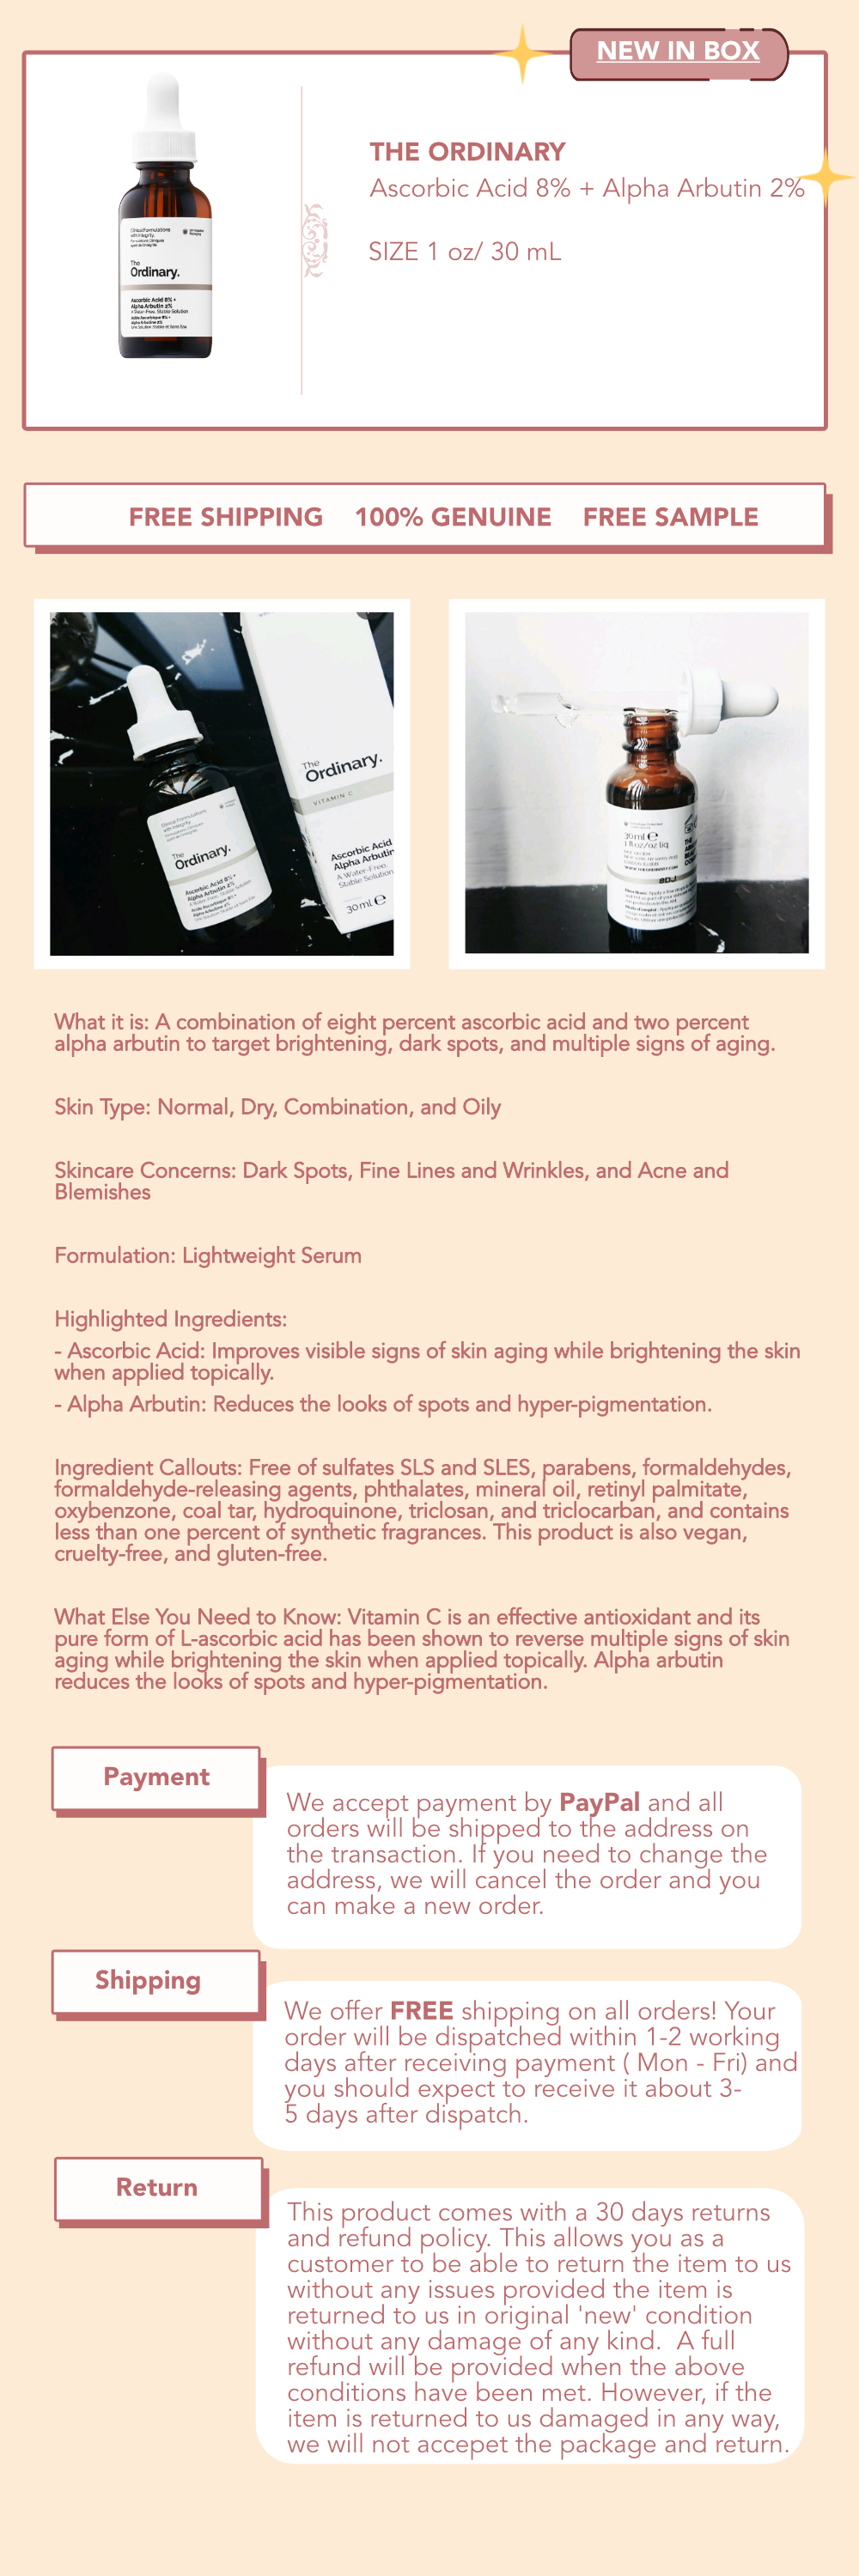 NEW IN BOX
THE ORDINARY
Ascorbic Acid 8% + Alpha Arbutin 2%
SIZE 1 oz/ 30 mL
The
Ordinary.
Ascorbic Acid 8% +
Alpha Arbutin 2%
FREE SHIPPING 100% GENUINE FREE SAMPLE
The
Ordinary.
Ascorbic Acid 8% +
Alpha Arbutin 2%
The
Ordinary.
VITAMIN C
Ascorbic Acid
Alpha Arbutin
A Water-Free,
Stable Solution
30 ml e
30 ml e
1 fl.oz/oz liq
What it is: A combination of eight percent ascorbic acid and two percent
alpha arbutin to target brightening, dark spots, and multiple signs of aging.
Skin Type: Normal, Dry, Combination, and Oily
Skincare Concerns: Dark Spots, Fine Lines and Wrinkles, and Acne and
Blemishes
Formulation: Lightweight Serum
Highlighted Ingredients:
- Ascorbic Acid: Improves visible signs of skin aging while brightening the skin
when applied topically.
- Alpha Arbutin: Reduces the looks of spots and hyper-pigmentation.
Ingredient Callouts: Free of sulfates SLS and SLES, parabens, formaldehydes,
formaldehyde-releasing agents, phthalates, mineral oil, retinyl palmitate,
oxybenzone, coal tar, hydroquinone, triclosan, and triclocarban, and contains
less than one percent of synthetic fragrances. This product is also vegan,
cruelty-free, and gluten-free.
What Else You Need to Know: Vitamin C is an effective antioxidant and its
pure form of L-ascorbic acid has been shown to reverse multiple signs of skin
aging while brightening the skin when applied topically. Alpha arbutin
reduces the looks of spots and hyper-pigmentation.
Payment
We accept payment by PayPal and all
orders will be shipped to the address on
the transaction. If you need to change the
address, we will cancel the order and you
can make a new order.
Shipping
We offer FREE shipping on all orders! Your
order will be dispatched within 1-2 working
days after receiving payment ( Mon - Fri) and
you should expect to receive it about 3-
5 days after dispatch.
Return
This product comes with a 30 days returns
and refund policy. This allows you as a
customer to be able to return the item to us
without any issues provided the item is
returned to us in original 'new' condition
without any damage of any kind.  A full
refund will be provided when the above
conditions have been met. However, if the
item is returned to us damaged in any way,
we will not accepet the package and return.